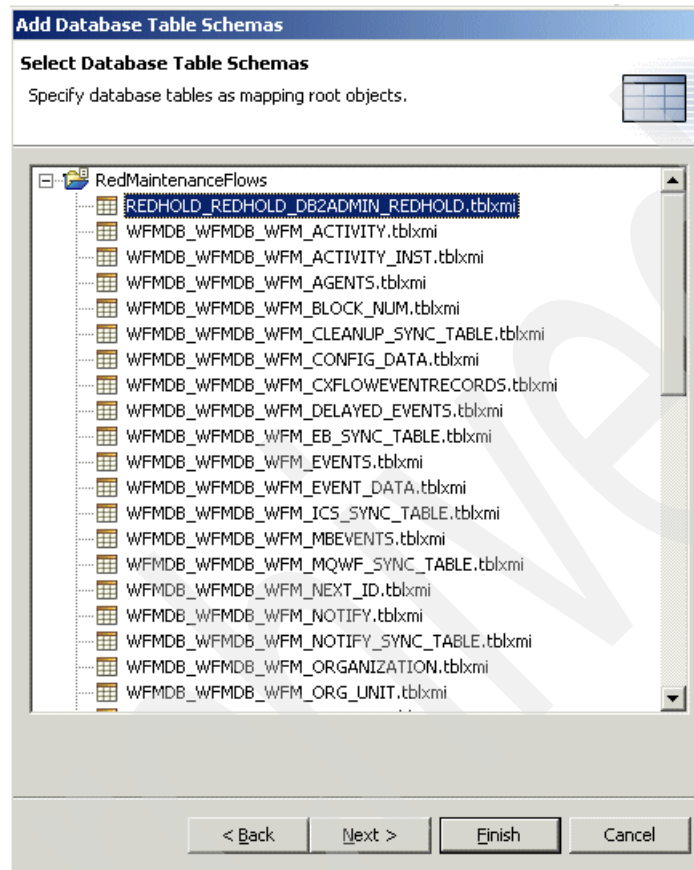 Add Database Table Schemas
Select Database Table Schemas
Specify database tables as mapping root objects.
RedMaintenanceFlows
REDHOLD_REDHOLD_DB2ADMIN_REDHOLD.tblxmi
WFMDB_WFMDB_WFM_ACTIVITY.tblxmi
WFMDB_WFMDB_WFM_ACTIVITY_INST.tblxmi
WFMDB_WFMDB_WFM_AGENTS.tblxmi
WFMDB_WFMDB_WFM_BLOCK_NUM.tblxmi
WFMDB_WFMDB_WFM_CLEANUP_SYNC_TABLE.tblxmi
WFMDB_WFMDB_WFM_CONFIG_DATA.tblxmi
WFMDB_WFMDB_WFM_CXFLOWEVENTRECORDS.tblxmi
WFMDB_WFMDB_WFM_DELAYED_EVENTS.tblxmi
WFMDB_WFMDB_WFM_EB_SYNC_TABLE.tblxmi
WFMDB_WFMDB_WFM_EVENTS.tblxmi
WFMDB_WFMDB_WFM_EVENT_DATA.tblxmi
WFMDB_WFMDB_WFM_ICS_SYNC_TABLE.tblxmi
WFMDB_WFMDB_WFM_MBEVENTS.tblxmi
WFMDB_WFMDB_WFM_MQWF_SYNC_TABLE.tblxmi
WFMDB_WFMDB_WFM_NEXT_ID.tblxmi
WFMDB_WFMDB_WFM_NOTIFY.tblxmi
WFMDB_WFMDB_WFM_NOTIFY_SYNC_TABLE.tblxmi
WFMDB_WFMDB_WFM_ORGANIZATION.tblxmi
WFMDB_WFMDB_WFM_ORG_UNIT.tblxmi
< Back Next > Finish Cancel